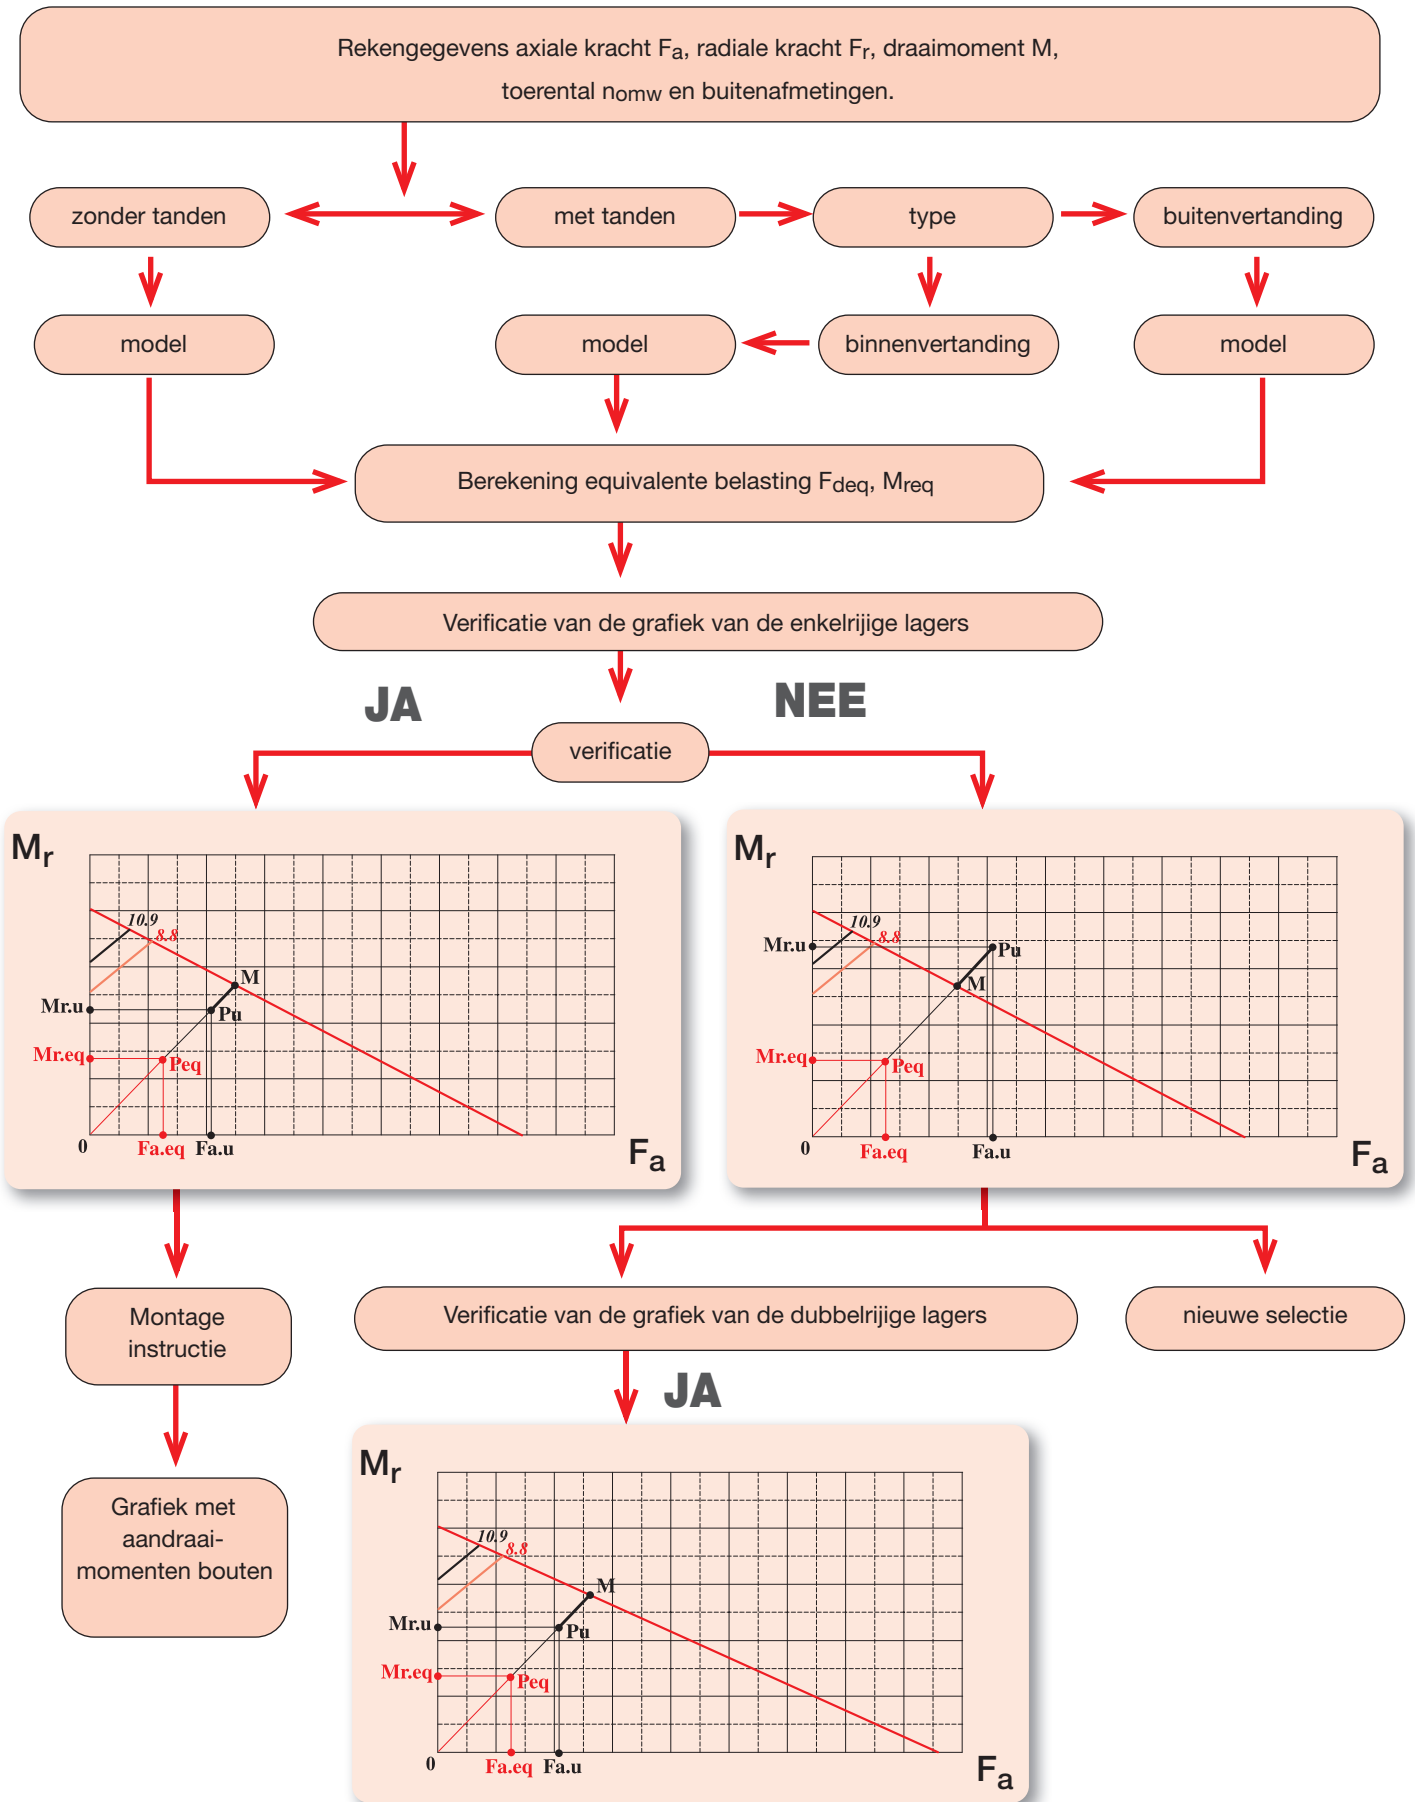 Rekengegevens axiale kracht Fa, radiale kracht Fr, draaimoment M,
toerental nomw en buitenafmetingen.
zonder tanden
met tanden
type
buitenvertanding
model
model
binnenvertanding
model
Berekening equivalente belasting Fdeq, Mreq
Verificatie van de grafiek van de enkelrijige lagers
JA
NEE
verificatie
Mr
10.9
8.8
M
Mr.u
Pu
Mr.eq
Peq
0
Fa.eq
Fa.u
Fa
Mr
10.9
8.8
Mr.u
Pu
M
Mr.eq
Peq
0
Fa.eq
Fa.u
Fa
Montage
instructie
Verificatie van de grafiek van de dubbelrijige lagers
nieuwe selectie
JA
Grafiek met
aandraai-
momenten bouten
Mr
10.9
8.8
M
Mr.u
Pu
Mr.eq
Peq
0
Fa.eq
Fa.u
Fa